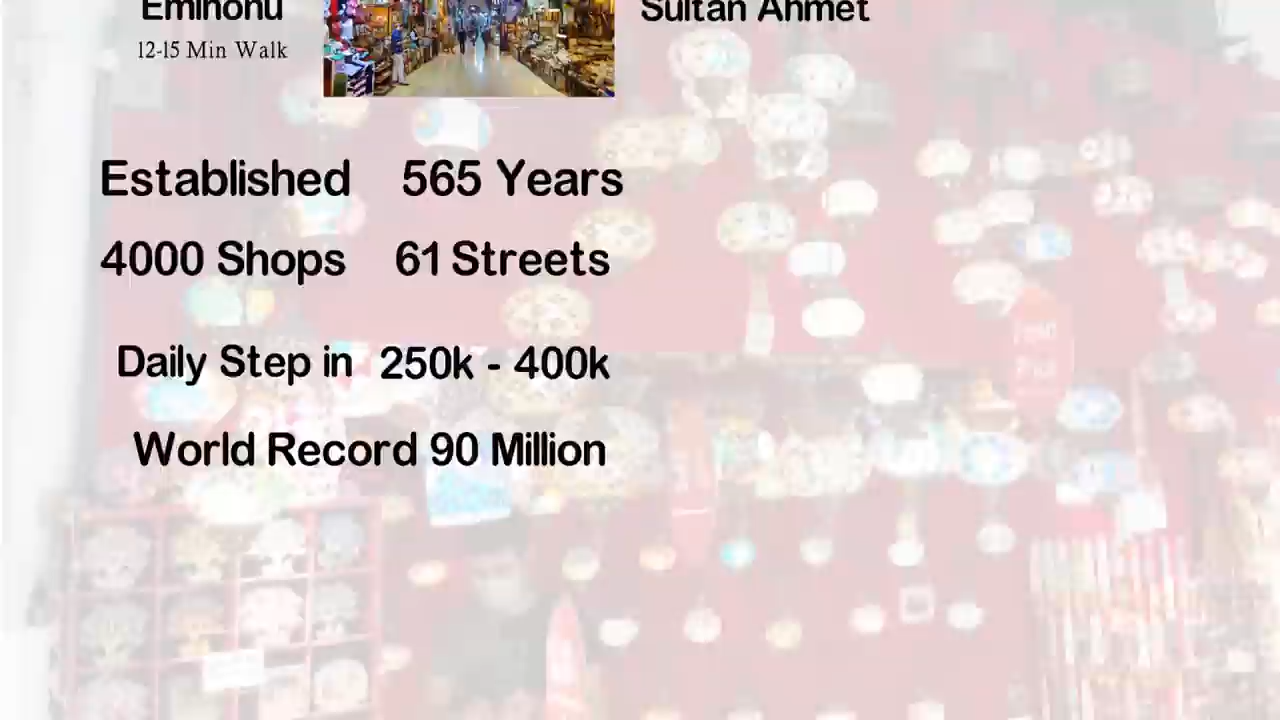 Eminonu
Sultan Ahmet
12-15 Min Walk
Established 565 Years
4000 Shops 61 Streets
Daily Step in 250k - 400k
World Record 90 Million